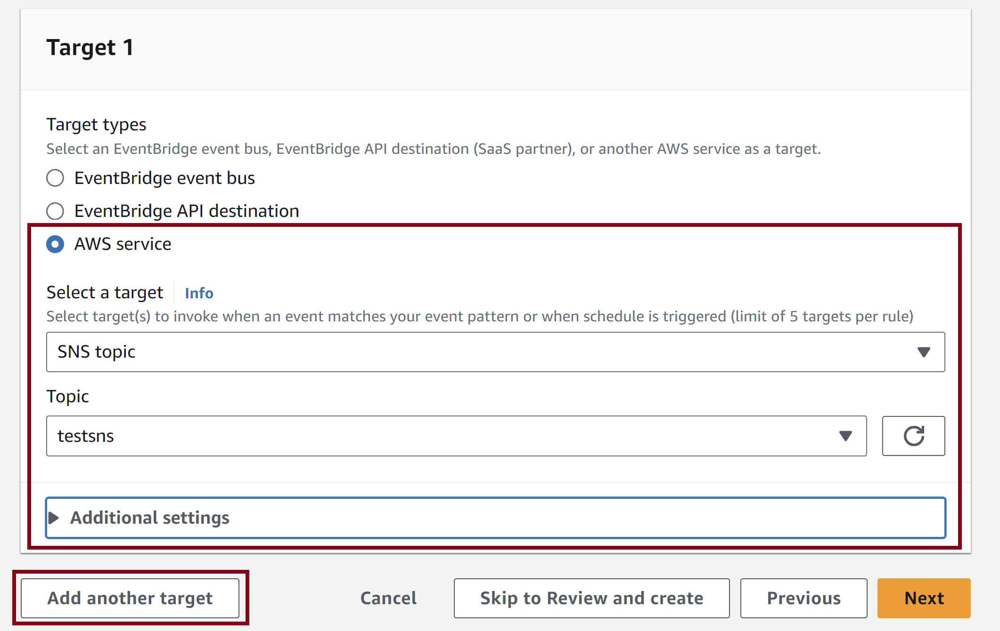 Target 1
Target types
Select an EventBridge event bus, EventBridge API destination (SaaS partner), or another AWS service as a target.
EventBridge event bus
EventBridge API destination
AWS service
Select a target Info
Select target(s) to invoke when an event matches your event pattern or when schedule is triggered (limit of 5 targets per rule)
SNS topic
Topic
testsns
Additional settings
Add another target Cancel Skip to Review and create Previous Next